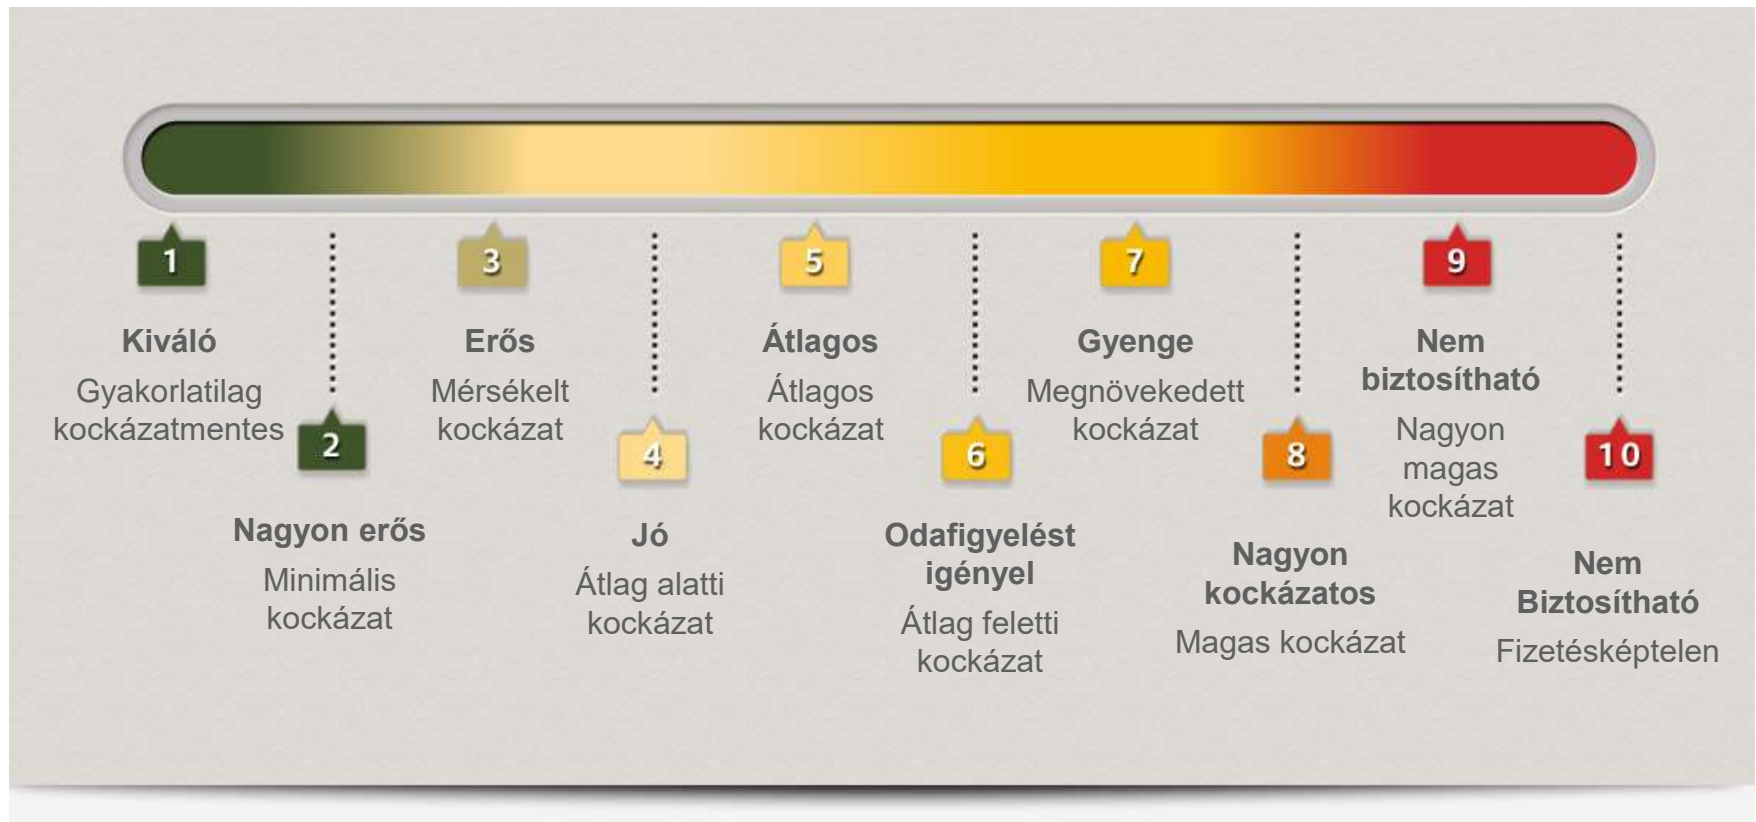 1
Kiváló
Gyakorlatilag
kockázatmentes
2
Nagyon erős
Minimális
kockázat
3
Erős
Mérsékelt
kockázat
4
Jó
Átlag alatti
kockázat
5
Átlagos
Átlagos
kockázat
6
Odafigyelést
igényel
Átlag feletti
kockázat
7
Gyenge
Megnövekedett
kockázat
8
Nagyon
kockázatos
Magas kockázat
9
Nem
biztosítható
Nagyon
magas
kockázat
10
Nem
Biztosítható
Fizetésképtelen